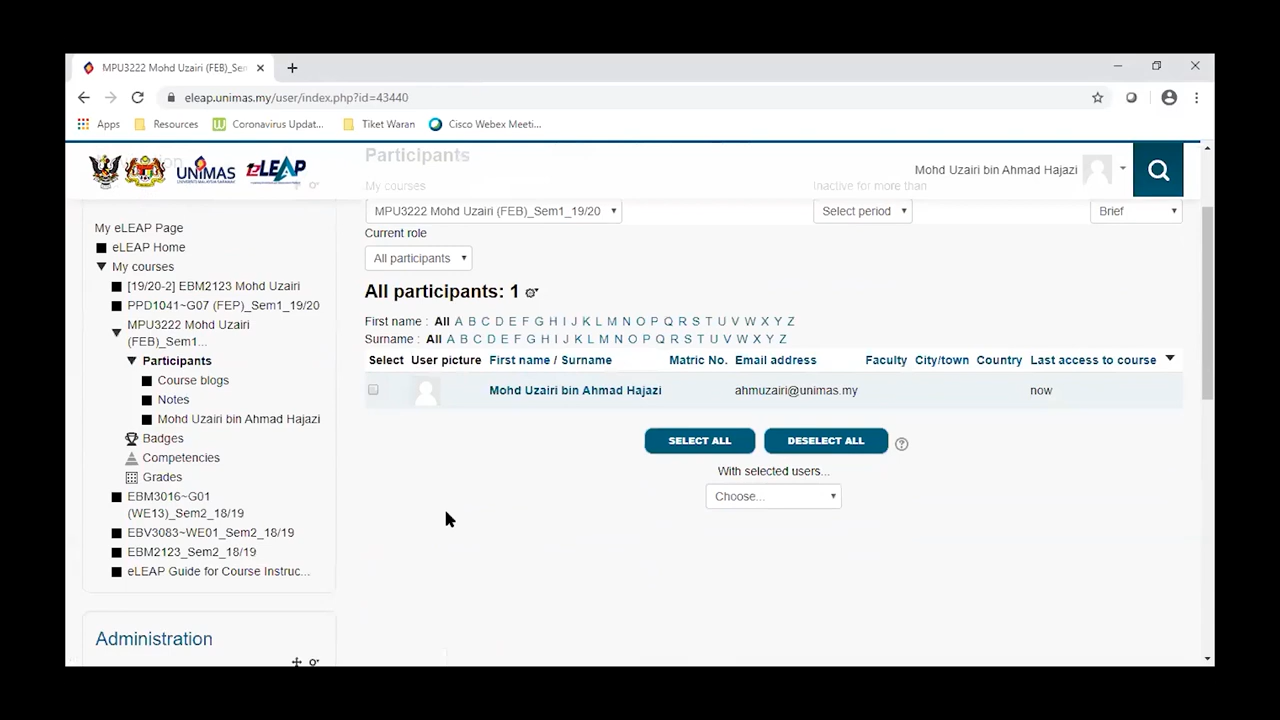 MPU3222 Mohd Uzairi (FEB)_Sem
eleap.unimas.my/user/index.php?id=43440
Apps Resources Coronavirus Updat... Tiket Waran Cisco Webex Meeti...
UNIMAS eLEAP
Mohd Uzairi bin Ahmad Hajazi
Participants
My courses
Inactive for more than
MPU3222 Mohd Uzairi (FEB)_Sem1_19/20
Select period
Brief
Current role
All participants
All participants: 1
First name : All A B C D E F G H I J K L M N O P Q R S T U V W X Y Z
Surname : All A B C D E F G H I J K L M N O P Q R S T U V W X Y Z
Select User picture First name / Surname Matric No. Email address Faculty City/town Country Last access to course
Mohd Uzairi bin Ahmad Hajazi ahmuzairi@unimas.my now
SELECT ALL DESELECT ALL
With selected users...
Choose...
My eLEAP Page
eLEAP Home
My courses
[19/20-2] EBM2123 Mohd Uzairi
PPD1041~G07 (FEP)_Sem1_19/20
MPU3222 Mohd Uzairi
(FEB)_Sem1...
Participants
Course blogs
Notes
Mohd Uzairi bin Ahmad Hajazi
Badges
Competencies
Grades
EBM3016~G01
(WE13)_Sem2_18/19
EBV3083~WE01_Sem2_18/19
EBM2123_Sem2_18/19
eLEAP Guide for Course Instruc...
Administration